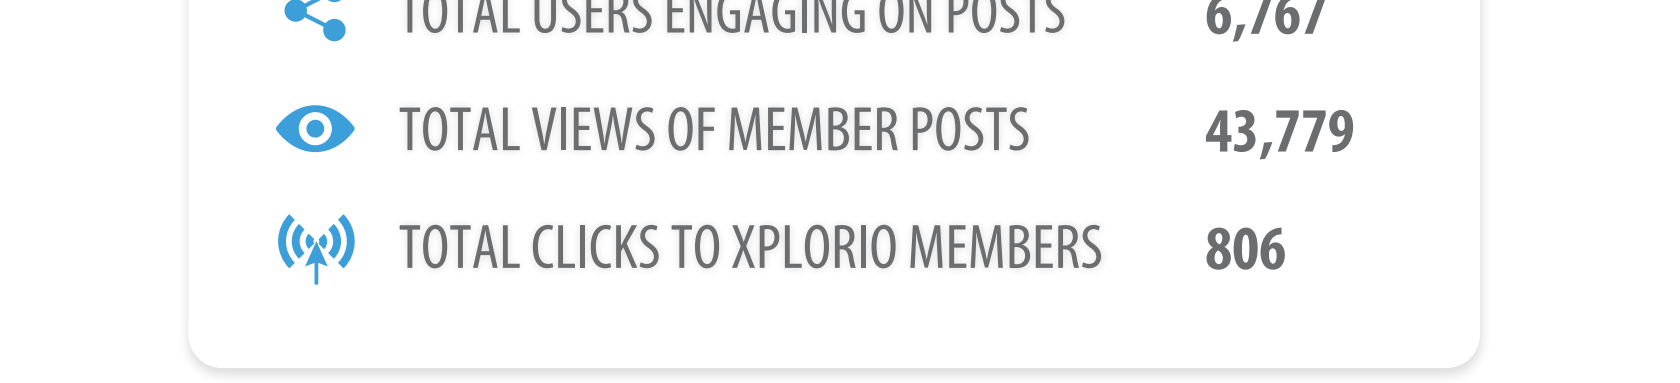 TOTAL USERS ENGAGING ON POSTS 6,767
TOTAL VIEWS OF MEMBER POSTS 43,779
TOTAL CLICKS TO XPLORIO MEMBERS 806